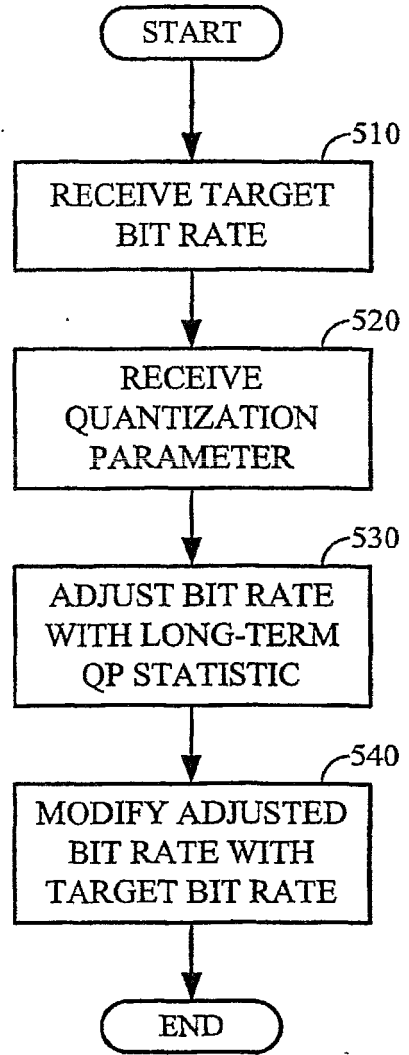 START
510
RECEIVE TARGET
BIT RATE
520
RECEIVE
QUANTIZATION
PARAMETER
530
ADJUST BIT RATE
WITH LONG-TERM
QP STATISTIC
540
MODIFY ADJUSTED
BIT RATE WITH
TARGET BIT RATE
END